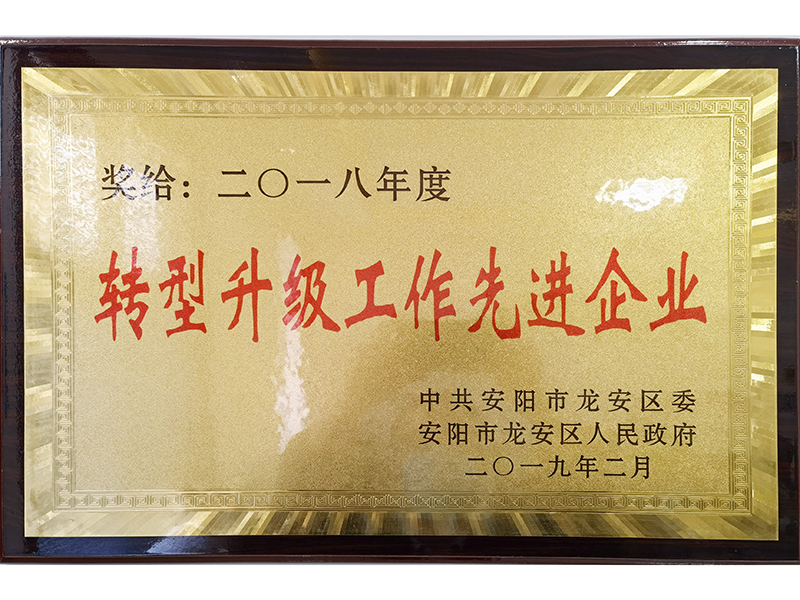 奖给：二〇一八年度
转型升级工作先进企业
中共安阳市龙安区委
安阳市龙安区人民政府
二〇一九年二月